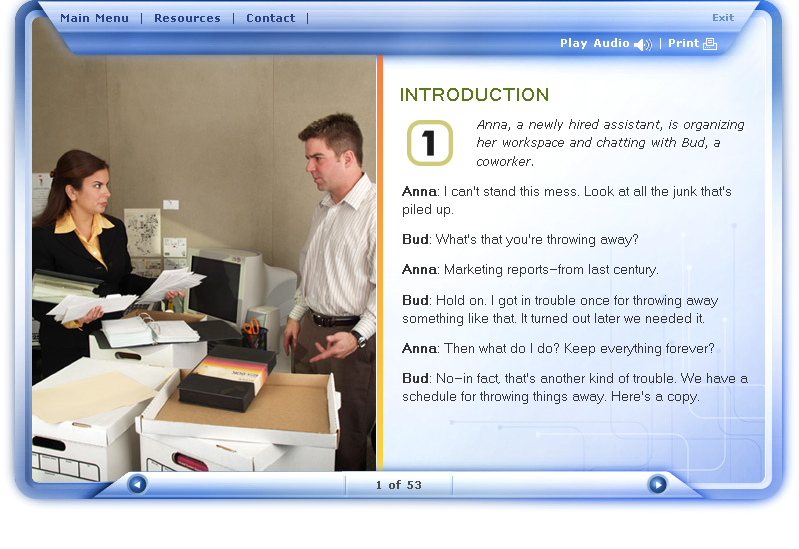 Main Menu | Resources | Contact |
Exit
Play Audio | Print
INTRODUCTION
1
Anna, a newly hired assistant, is organizing
her workspace and chatting with Bud, a
coworker.
Anna: I can't stand this mess. Look at all the junk that's
piled up.
Bud: What's that you're throwing away?
Anna: Marketing reports—from last century.
Bud: Hold on. I got in trouble once for throwing away
something like that. It turned out later we needed it.
Anna: Then what do I do? Keep everything forever?
Bud: No—in fact, that's another kind of trouble. We have a
schedule for throwing things away. Here's a copy.
1 of 53